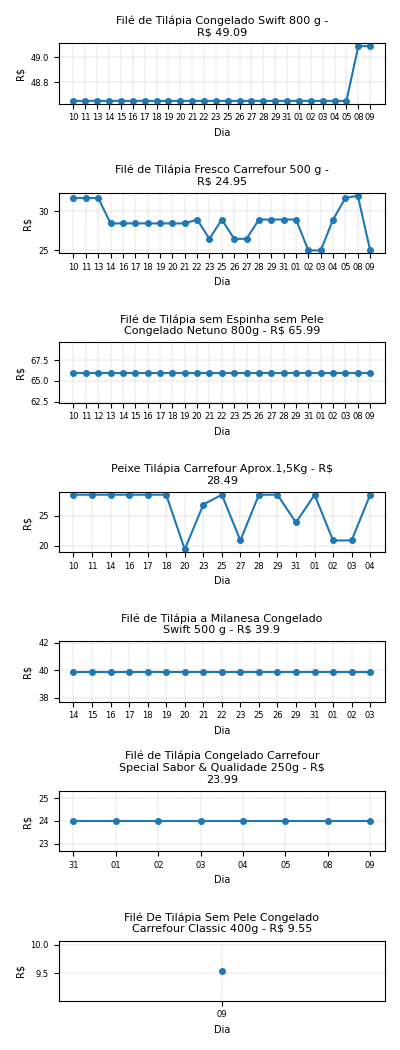 Filé de Tilápia Congelado Swift 800 g -
R$ 49.09
R$
49.0
48.8
10 11 13 14 15 16 17 18 19 20 21 22 23 25 26 27 28 29 31 01 02 03 04 05 08 09
Dia
Filé de Tilápia Fresco Carrefour 500 g -
R$ 24.95
R$
30
25
10 11 13 14 15 16 17 18 19 20 21 22 23 25 26 27 28 29 31 01 02 03 04 05 08 09
Dia
Filé de Tilápia sem Espinha sem Pele
Congelado Netuno 800g - R$ 65.99
R$
67.5
65.0
62.5
10 11 12 13 14 15 16 17 18 19 20 21 22 23 25 26 27 28 29 31 01 02 03 08 09
Dia
Peixe Tilápia Carrefour Aprox.1,5Kg - R$
28.49
R$
25
20
10 11 14 16 17 18 20 23 25 27 28 29 31 01 02 03 04
Dia
Filé de Tilápia a Milanesa Congelado
Swift 500 g - R$ 39.9
R$
42
40
38
14 15 16 17 18 19 20 21 22 23 25 26 29 31 01 02 03
Dia
Filé de Tilápia Congelado Carrefour
Special Sabor & Qualidade 250g - R$
23.99
R$
25
24
23
31 01 02 03 04 05 08 09
Dia
Filé De Tilápia Sem Pele Congelado
Carrefour Classic 400g - R$ 9.55
R$
10.0
9.5
09
Dia